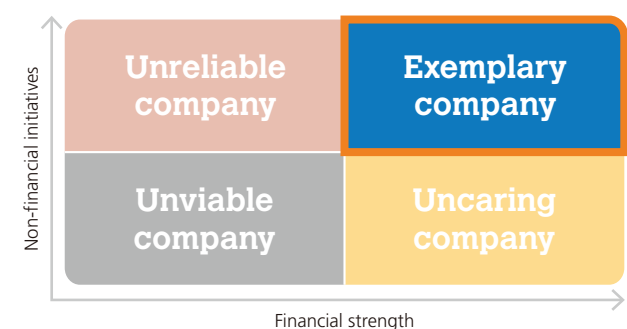 Non-financial initiatives
Unreliable
company
Exemplary
company
Unviable
company
Uncaring
company
Financial strength